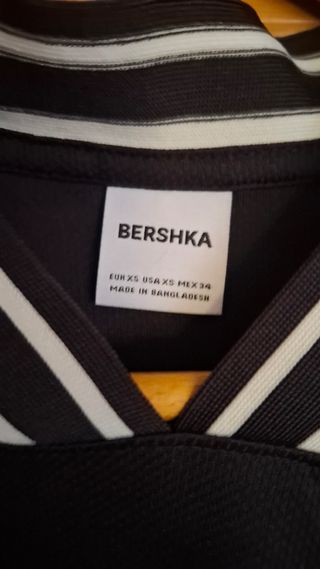 BERSHKA
EUR XS USA XS MEX 34
MADE IN BANGLADESH